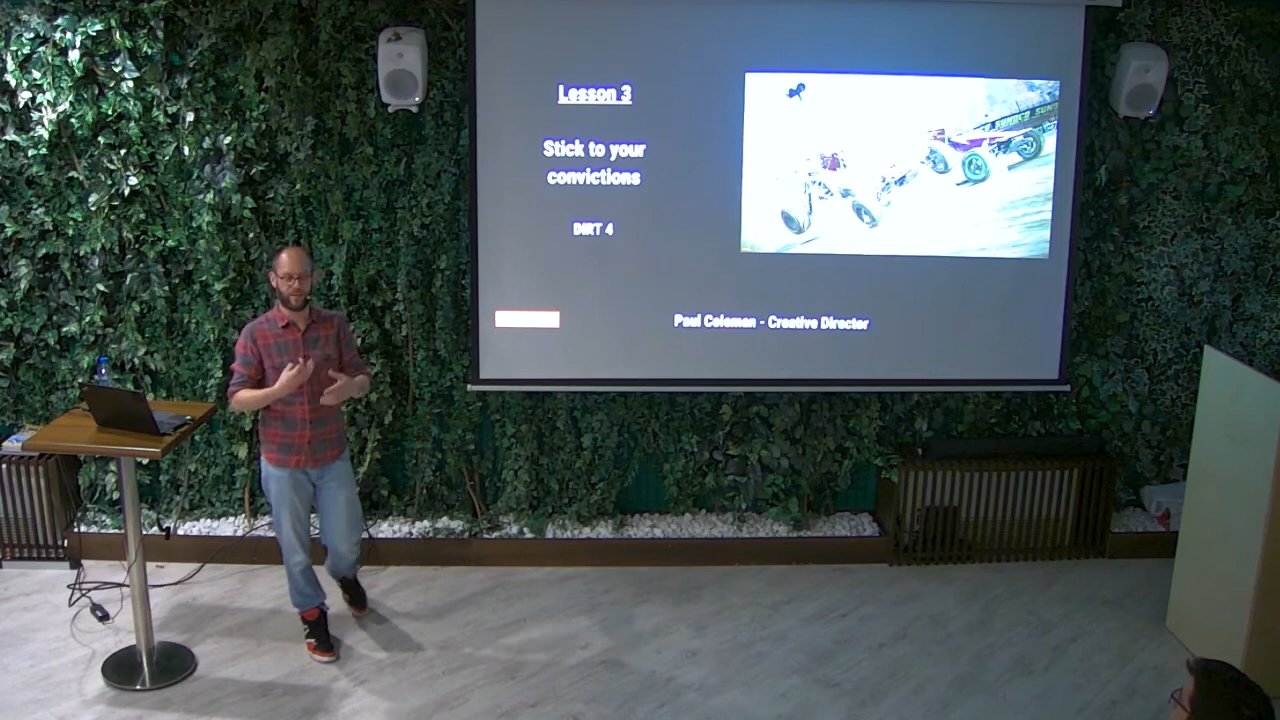 Lesson 3
Stick to your
convictions
DIRT 4
Paul Coleman - Creative Director